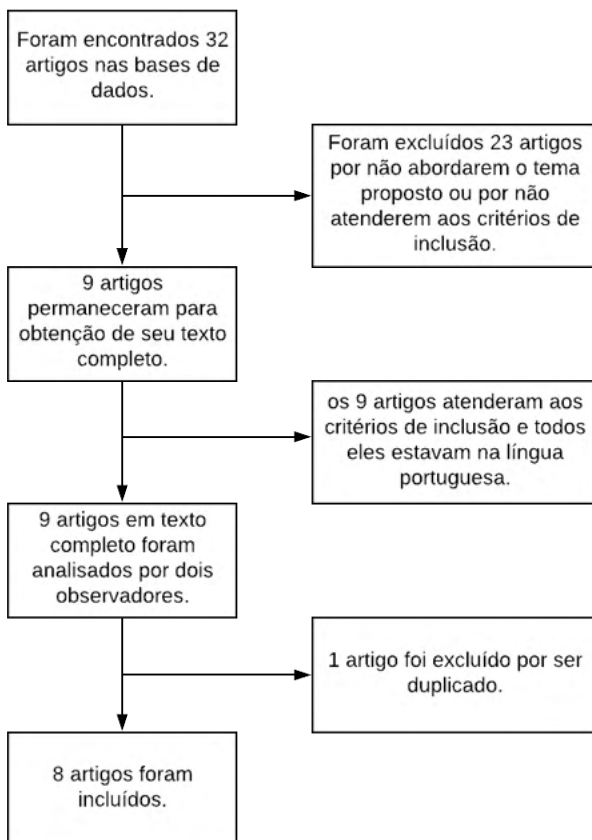 Foram encontrados 32
artigos nas bases de
dados.
Foram excluídos 23 artigos
por não abordarem o tema
proposto ou por não
atenderem aos critérios de
inclusão.
9 artigos
permaneceram para
obtenção de seu texto
completo.
os 9 artigos atenderam aos
critérios de inclusão e todos
eles estavam na língua
portuguesa.
9 artigos em texto
completo foram
analisados por dois
observadores.
1 artigo foi excluído por ser
duplicado.
8 artigos foram
incluídos.